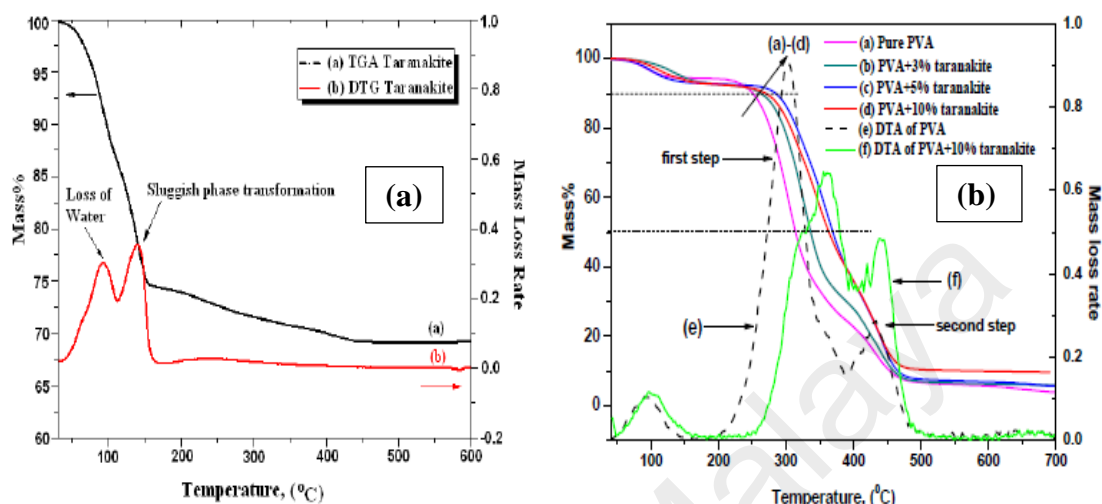 100
95
90
85
80
75
70
65
60
Mass%
1.0
0.8
0.6
0.4
0.2
0.0
-0.2
Mass Loss Rate
(a) TGA Taranakite
(b) DTG Taranakite
Loss of
Water
Sluggish phase transformation
(a)
(a)
(b)
100 200 300 400 500 600
Temperature, (⁰C)
100
80
60
40
20
0
Mass%
1.0
0.8
0.6
0.4
0.2
0.0
Mass loss rate
(a)-(d)
(a) Pure PVA
(b) PVA+3% taranakite
(c) PVA+5% taranakite
(d) PVA+10% taranakite
(e) DTA of PVA
(f) DTA of PVA+10% taranakite
first step
(b)
(f)
(e)
second step
100 200 300 400 500 600 700
Temperature, (⁰C)
Malaya